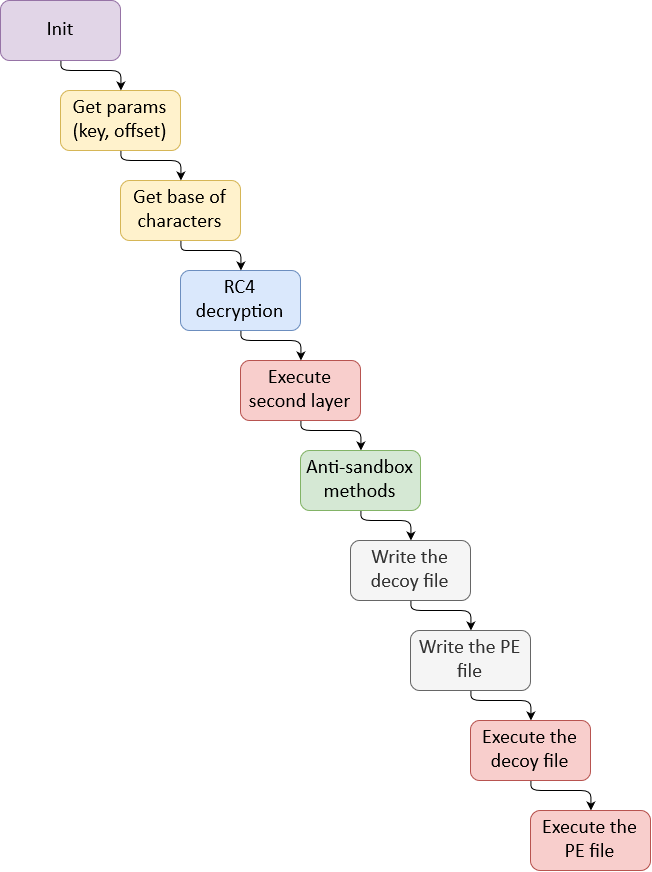 Init
Get params
(key, offset)
Get base of
characters
RC4
decryption
Execute
second layer
Anti-sandbox
methods
Write the
decoy file
Write the PE
file
Execute the
decoy file
Execute the
PE file